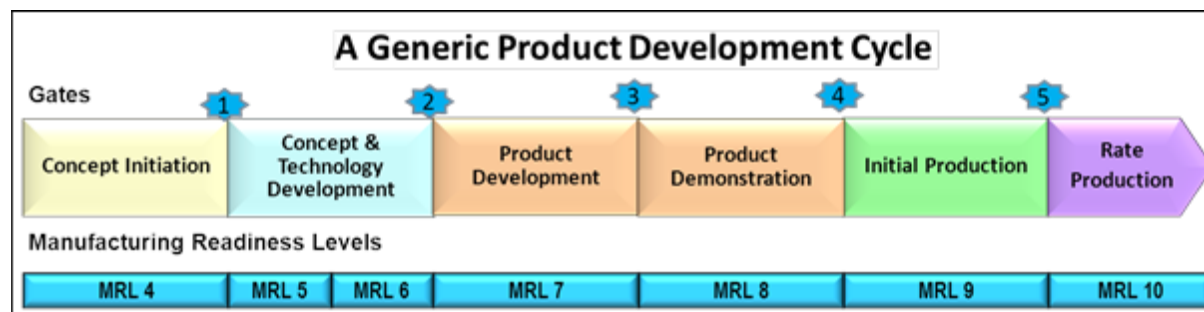 A Generic Product Development Cycle
Gates
1 2 3 4 5
Concept Initiation
Concept &
Technology
Development
Product
Development
Product
Demonstration
Initial Production
Rate
Production
Manufacturing Readiness Levels
MRL 4 MRL 5 MRL 6 MRL 7 MRL 8 MRL 9 MRL 10